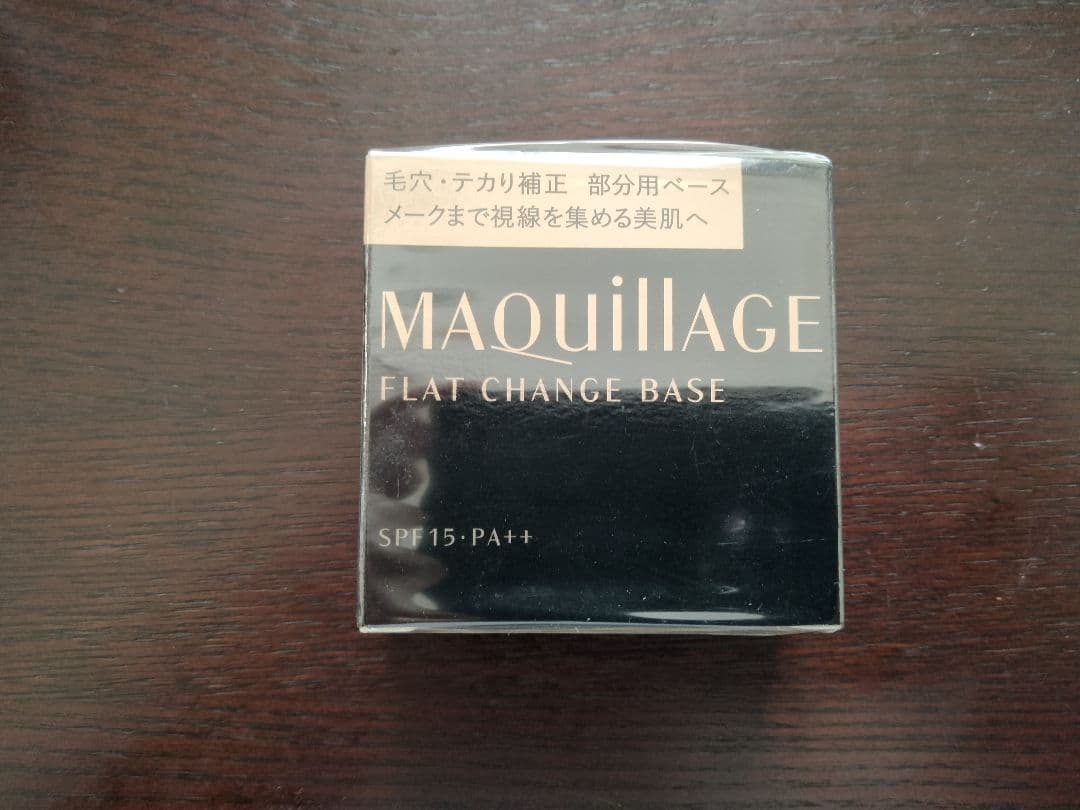 毛穴・テカり補正 部分用ベース
メークまで視線を集める美肌へ
MAQuillAGE
FLAT CHANGE BASE
SPF15·PA++